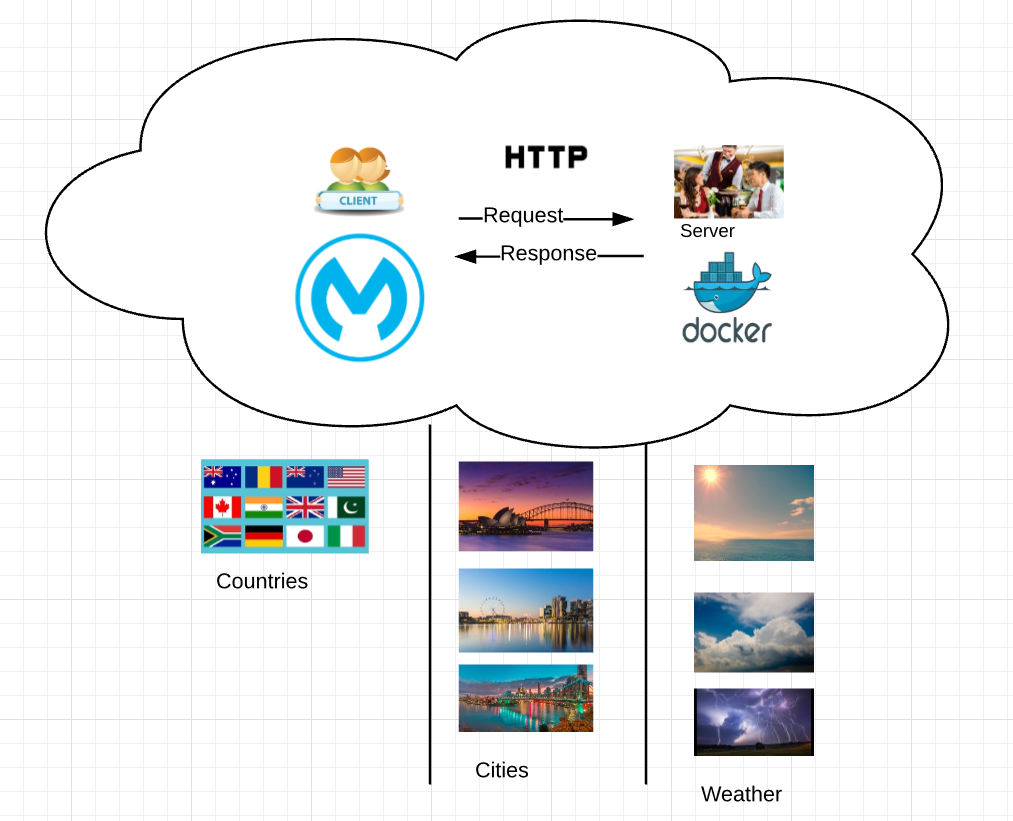 HTTP
CLIENT
Request
Server
Response
docker
Countries
Cities
Weather